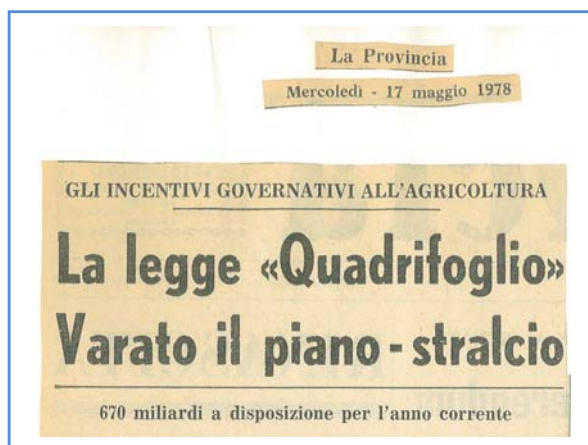 La Provincia
Mercoledì - 17 maggio 1978
GLI INCENTIVI GOVERNATIVI ALL'AGRICOLTURA
La legge «Quadrifoglio»
Varato il piano - stralcio
670 miliardi a disposizione per l'anno corrente